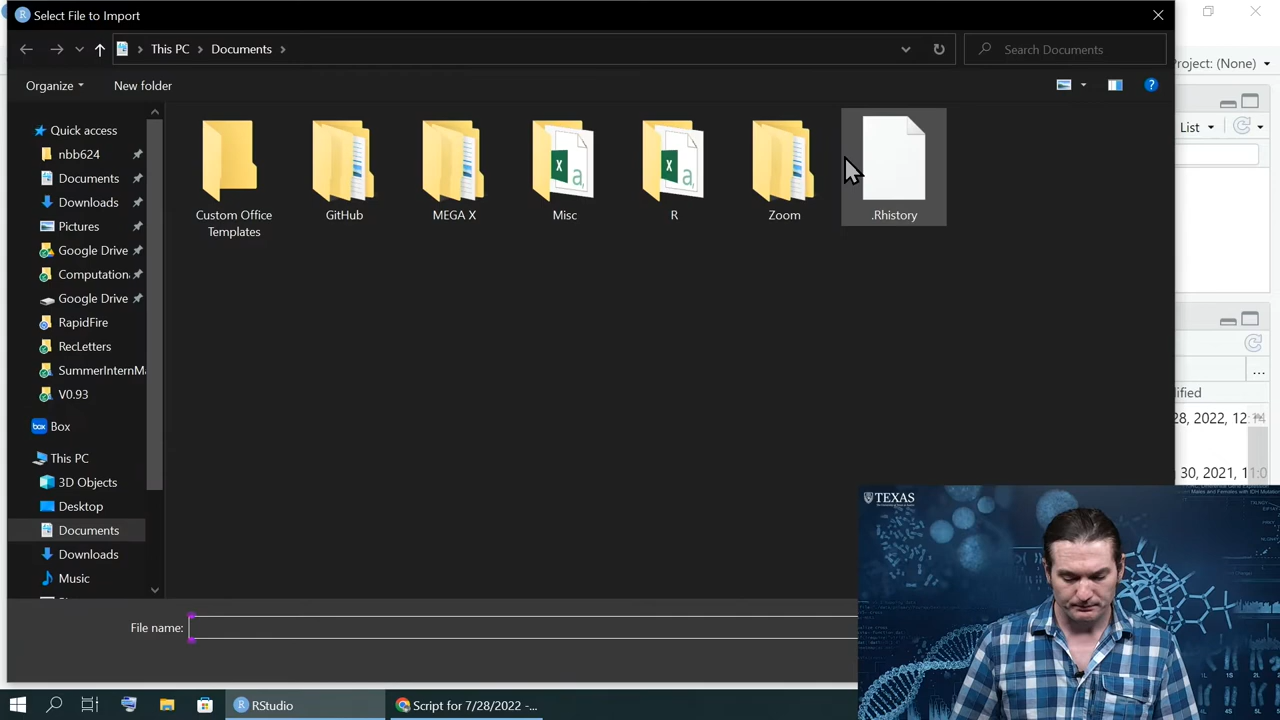 Select File to Import
This PC
Documents
Search Documents
roject: (None)
Organize
New folder
List
Quick access
nbb624
Documents
Downloads
Pictures
Google Drive
Computation
Google Drive
RapidFire
RecLetters
SummerInternMa
V0.93
Box
This PC
3D Objects
Desktop
Documents
Downloads
Music
Custom Office
Templates
GitHub
MEGA X
Misc
R
Zoom
.Rhistory
...
ified
28, 2022, 12:14
30, 2021, 11:0
File name:
TEXAS
RStudio
Script for 7/28/2022 -...